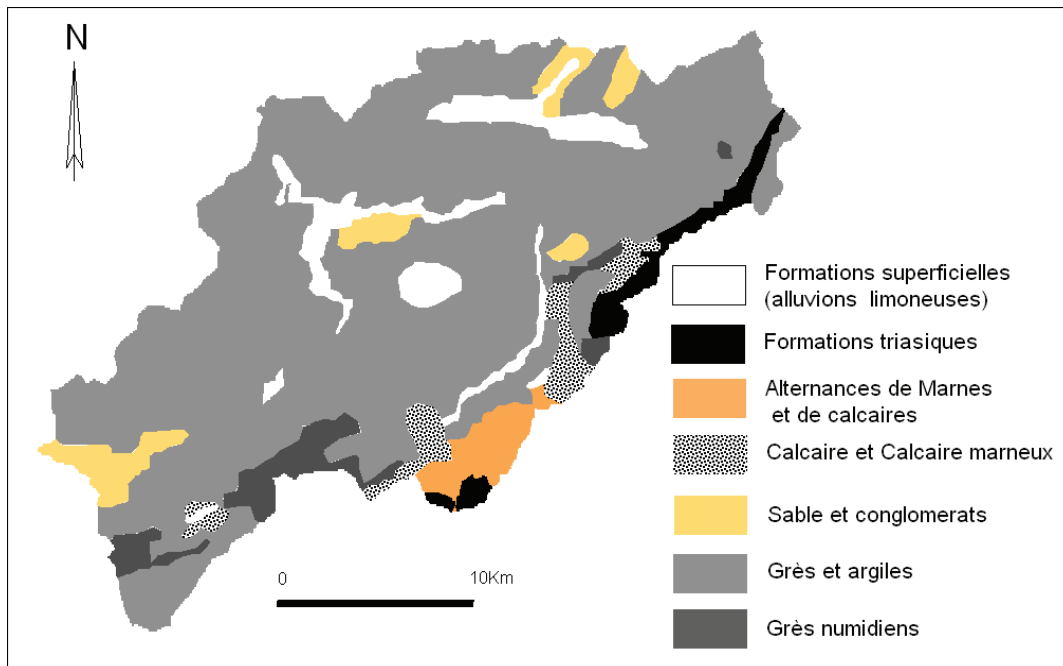 N
Formations superficielles
(alluvions limoneuses)
Formations triasiques
Alternances de Marnes
et de calcaires
Calcaire et Calcaire marneux
Sable et conglomerats
Grès et argiles
Grès numidiens
0
10Km